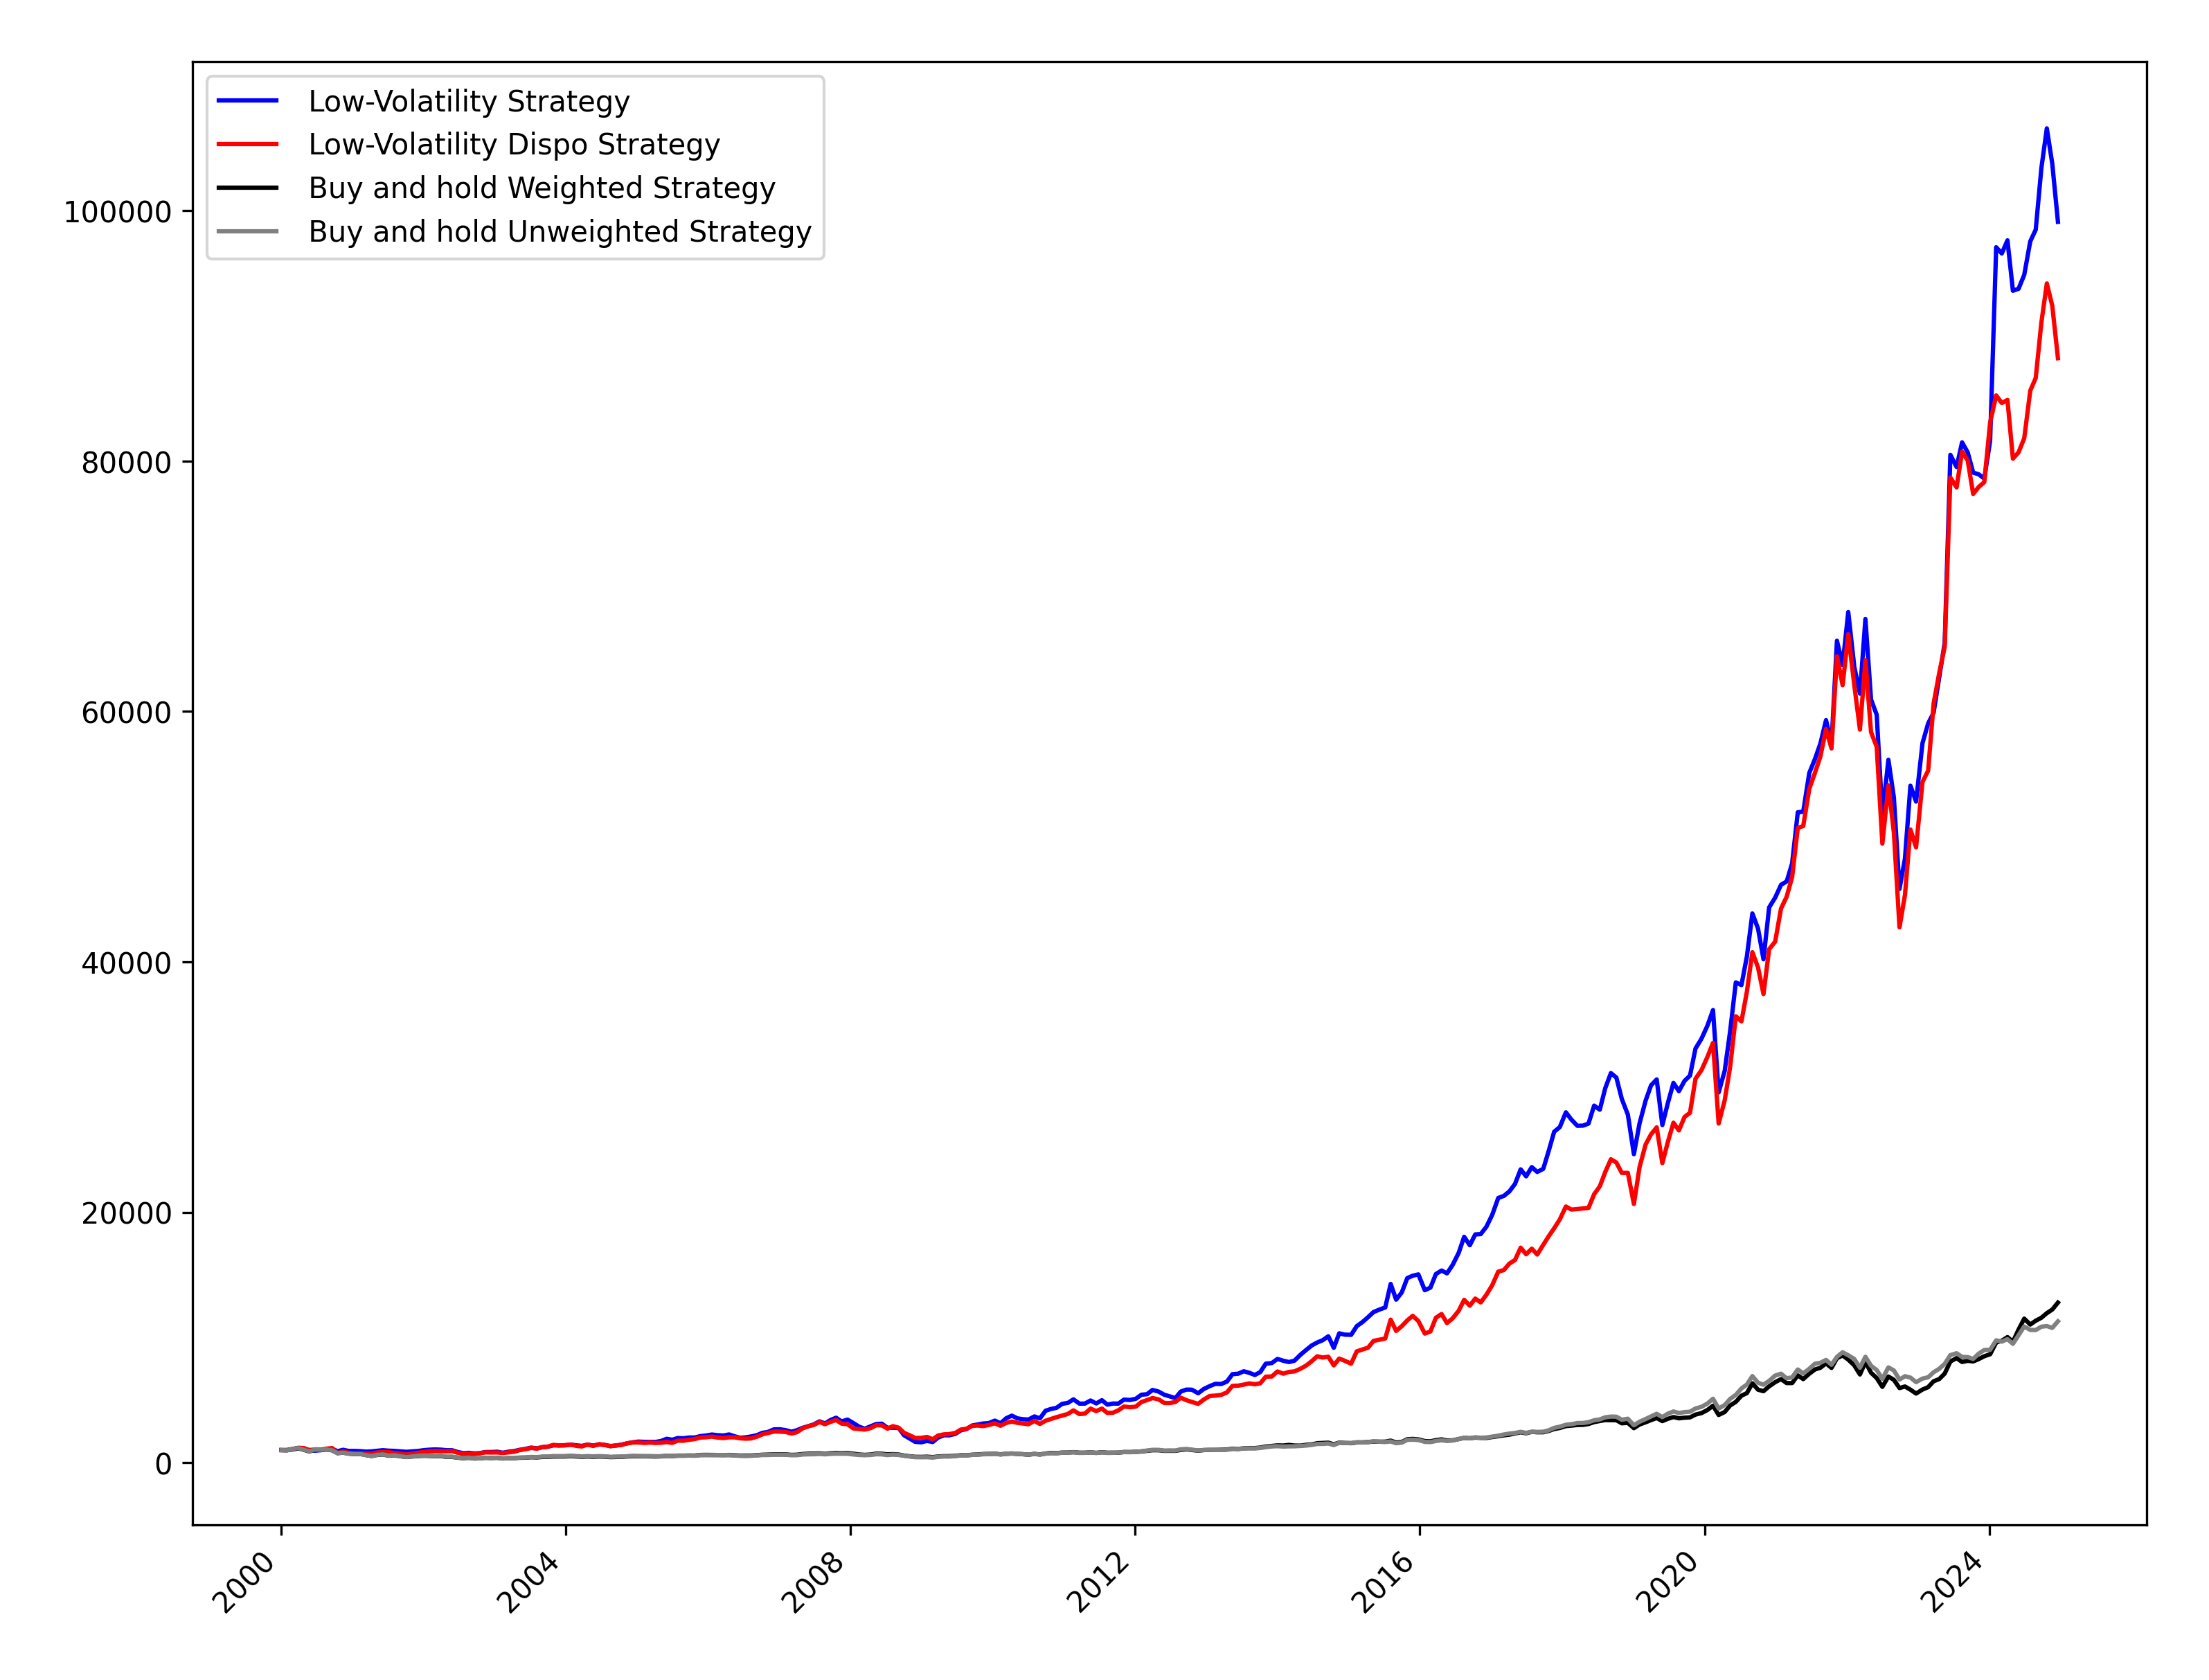 Low-Volatility Strategy
Low-Volatility Dispo Strategy
Buy and hold Weighted Strategy
Buy and hold Unweighted Strategy
100000
80000
60000
40000
20000
0
2000 2004 2008 2012 2016 2020 2024